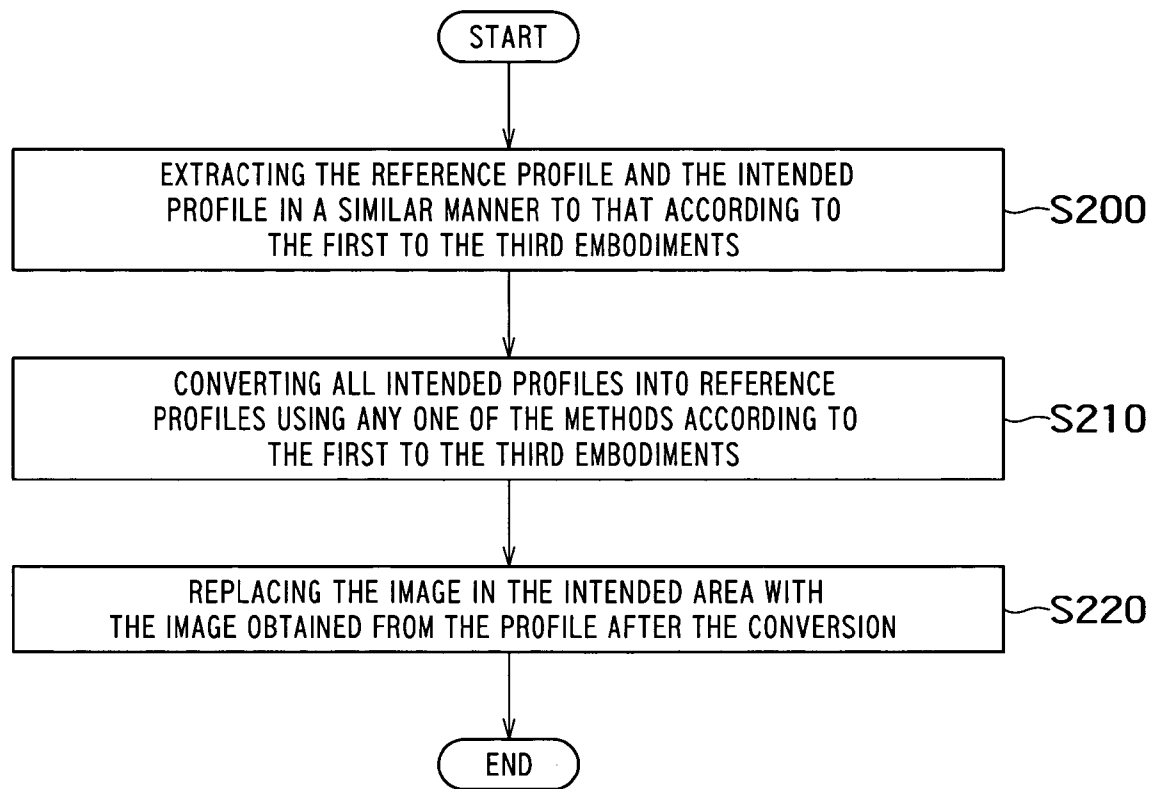 START
EXTRACTING THE REFERENCE PROFILE AND THE INTENDED
PROFILE IN A SIMILAR MANNER TO THAT ACCORDING TO
THE FIRST TO THE THIRD EMBODIMENTS
S200
CONVERTING ALL INTENDED PROFILES INTO REFERENCE
PROFILES USING ANY ONE OF THE METHODS ACCORDING TO
THE FIRST TO THE THIRD EMBODIMENTS
S210
REPLACING THE IMAGE IN THE INTENDED AREA WITH
THE IMAGE OBTAINED FROM THE PROFILE AFTER THE CONVERSION
S220
END